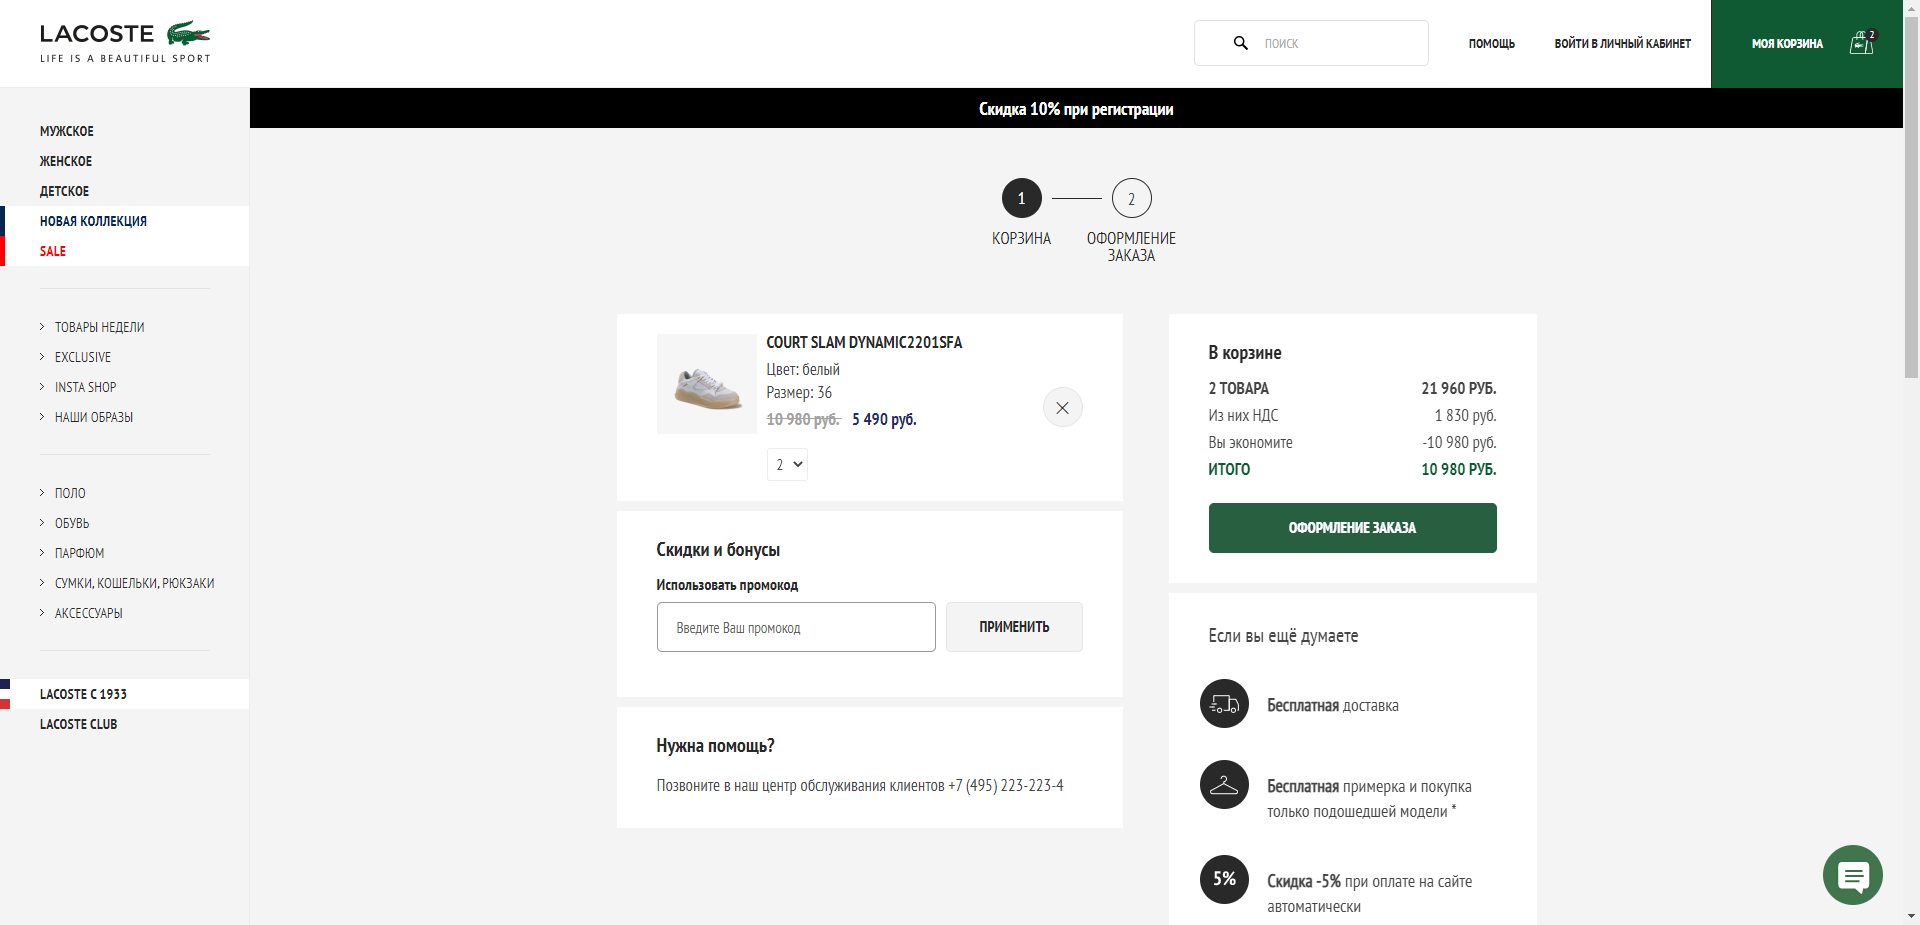 LACOSTE
LIFE IS A BEAUTIFUL SPORT
ПОИСК
ПОМОЩЬ
ВОЙТИ В ЛИЧНЫЙ КАБИНЕТ
МОЯ КОРЗИНА
2
Скидка 10% при регистрации
МУЖСКОЕ
ЖЕНСКОЕ
ДЕТСКОЕ
НОВАЯ КОЛЛЕКЦИЯ
SALE
ТОВАРЫ НЕДЕЛИ
EXCLUSIVE
INSTA SHOP
НАШИ ОБРАЗЫ
ПОЛО
ОБУВЬ
ПАРФЮМ
СУМКИ, КОШЕЛЬКИ, РЮКЗАКИ
АКСЕССУАРЫ
LACOSTE С 1933
LACOSTE CLUB
1
2
КОРЗИНА
ОФОРМЛЕНИЕ
ЗАКАЗА
COURT SLAM DYNAMIC2201SFA
Цвет: белый
Размер: 36
10 980 руб. 5 490 руб.
2
Скидки и бонусы
Использовать промокод
Введите Ваш промокод
ПРИМЕНИТЬ
Нужна помощь?
Позвоните в наш центр обслуживания клиентов +7 (495) 223-223-4
В корзине
2 ТОВАРА 21 960 РУБ.
Из них НДС 1 830 руб.
Вы экономите -10 980 руб.
ИТОГО 10 980 РУБ.
ОФОРМЛЕНИЕ ЗАКАЗА
Если вы ещё думаете
Бесплатная доставка
Бесплатная примерка и покупка
только подошедшей модели *
5%
Скидка -5% при оплате на сайте
автоматически